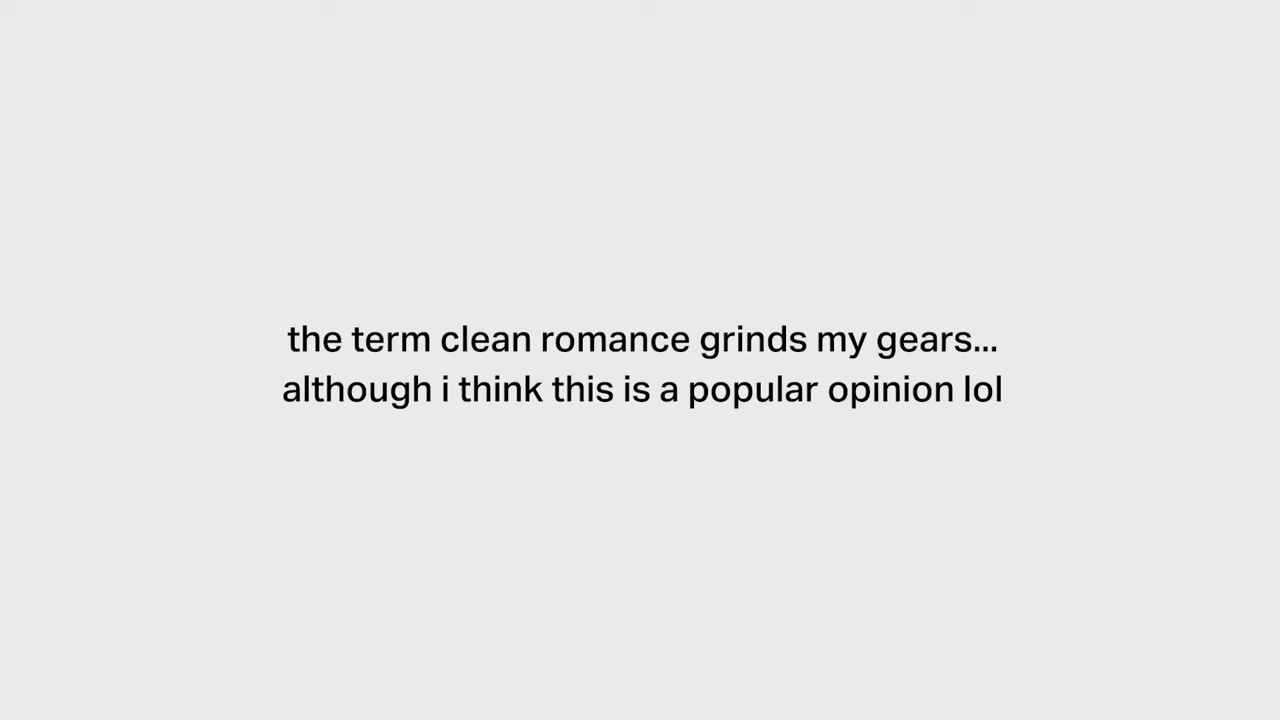 the term clean romance grinds my gears...
although i think this is a popular opinion lol